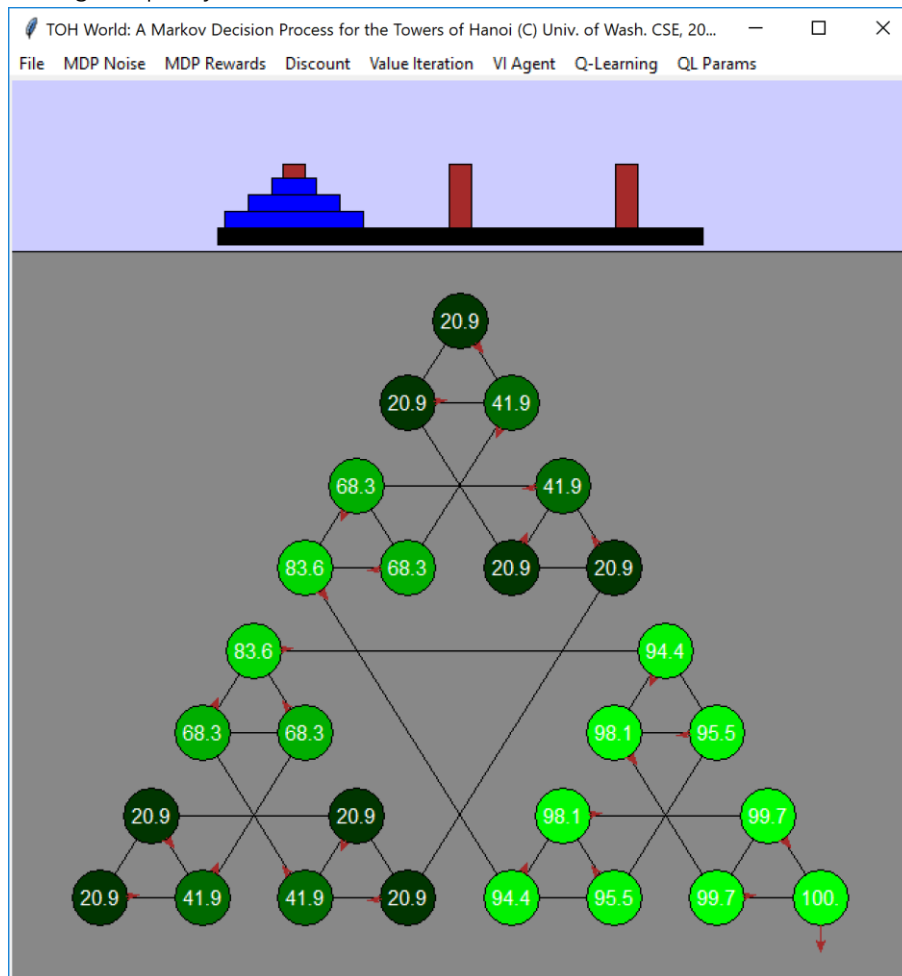 TOH World: A Markov Decision Process for the Towers of Hanoi (C) Univ. of Wash. CSE, 20...
File MDP Noise MDP Rewards Discount Value Iteration VI Agent Q-Learning QL Params
20.9
20.9 41.9
68.3 41.9
83.6 68.3 20.9 20.9
83.6 94.4
68.3 68.3 98.1 95.5
20.9 20.9 98.1 99.7
20.9 41.9 41.9 20.9 94.4 95.5 99.7 100.